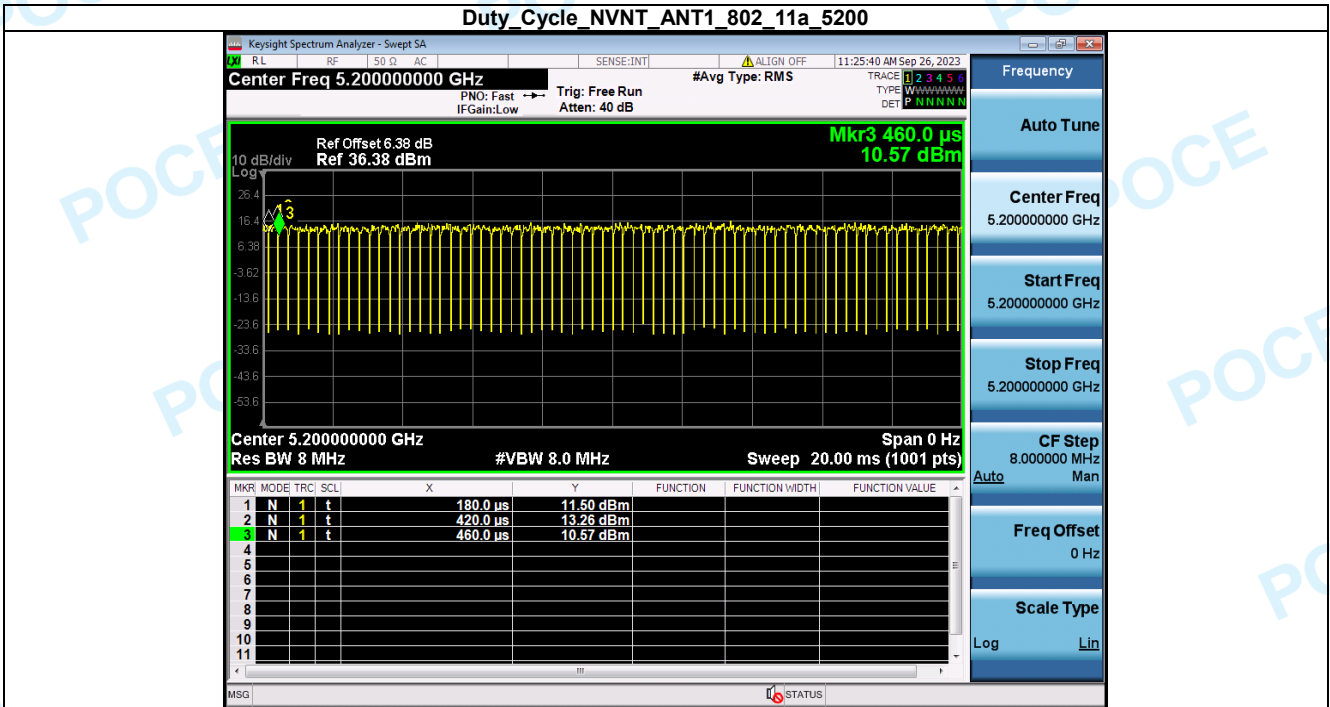 Duty_Cycle_NVNT_ANT1_802_11a_5200
Keysight Spectrum Analyzer - Swept SA
LXI RL RF 50 Ω AC SENSE:INT ALIGN OFF 11:25:40 AM Sep 26, 2023
Center Freq 5.200000000 GHz
#Avg Type: RMS
TRACE 1 2 3 4 5 6
TYPE W
DET P N N N N N
PNO: Fast
IFGain:Low
Trig: Free Run
Atten: 40 dB
Ref Offset 6.38 dB
Ref 36.38 dBm
10 dB/div
Log
Mkr3 460.0 µs
10.57 dBm
26.4
16.4
6.38
-3.62
-13.6
-23.6
-33.6
-43.6
-53.6
3
Center 5.200000000 GHz
Span 0 Hz
Res BW 8 MHz
#VBW 8.0 MHz
Sweep 20.00 ms (1001 pts)
MKR MODE TRC SCL X Y FUNCTION FUNCTION WIDTH FUNCTION VALUE
1 N 1 t 180.0 µs 11.50 dBm
2 N 1 t 420.0 µs 13.26 dBm
3 N 1 t 460.0 µs 10.57 dBm
4
5
6
7
8
9
10
11
MSG
STATUS
Frequency
Auto Tune
Center Freq
5.200000000 GHz
Start Freq
5.200000000 GHz
Stop Freq
5.200000000 GHz
CF Step
8.000000 MHz
Auto Man
Freq Offset
0 Hz
Scale Type
Log Lin
POCE
POCE
POCE